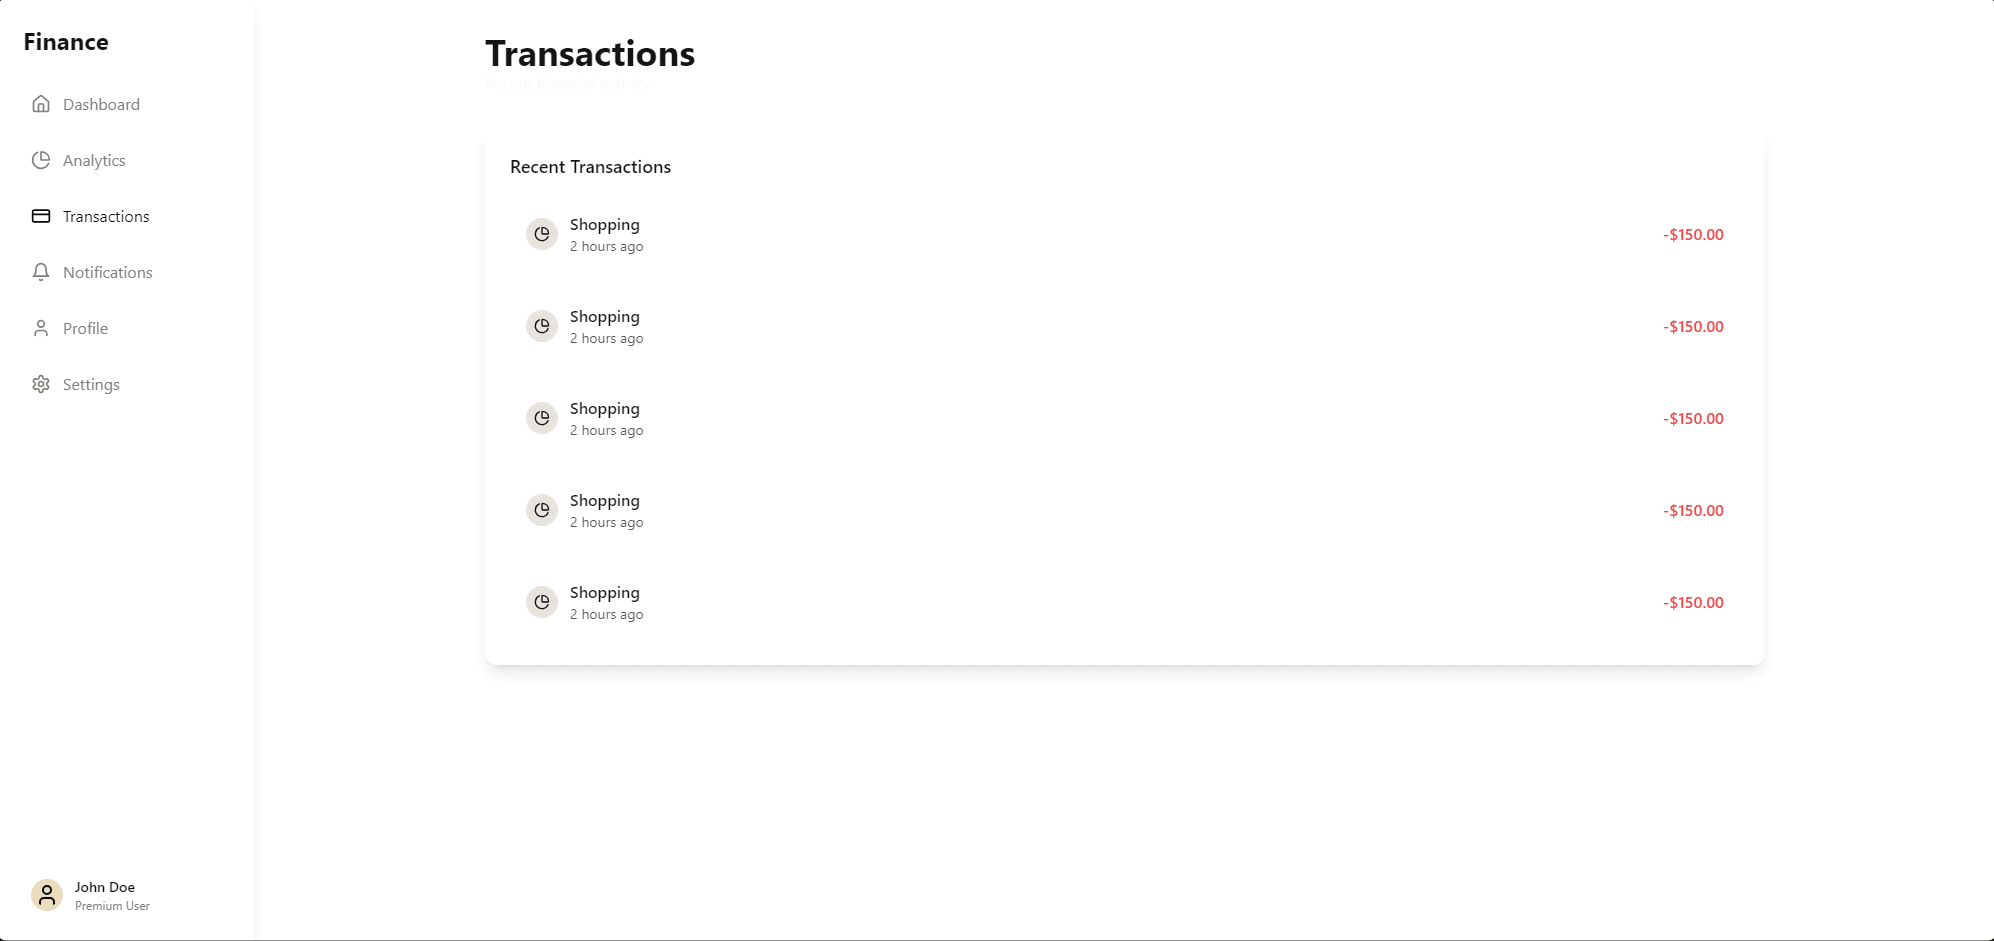 Finance
Dashboard
Analytics
Transactions
Notifications
Profile
Settings
John Doe
Premium User
Transactions
Recent financial activity
Recent Transactions
Shopping
2 hours ago
-$150.00
Shopping
2 hours ago
-$150.00
Shopping
2 hours ago
-$150.00
Shopping
2 hours ago
-$150.00
Shopping
2 hours ago
-$150.00